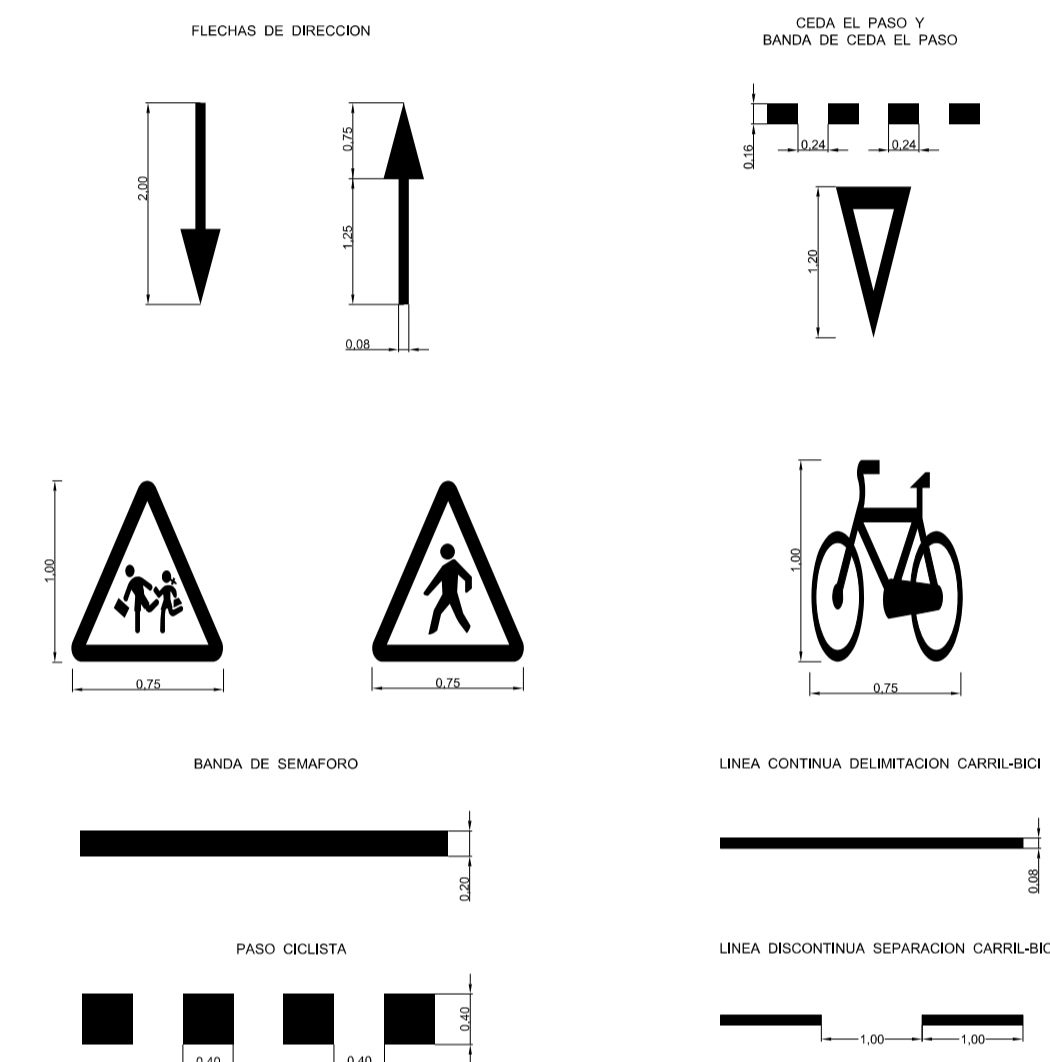 FLECHAS DE DIRECCION
CEDA EL PASO Y
BANDA DE CEDA EL PASO
2.00
0.75
1.25
0.08
0.16
0.24
0.24
1.20
1.00
0.75
0.75
1.00
0.75
BANDA DE SEMAFORO
0.20
LINEA CONTINUA DELIMITACION CARRIL-BICI
0.08
PASO CICLISTA
0.40
0.40
0.40
LINEA DISCONTINUA SEPARACION CARRIL-BIC
1,00
1,00